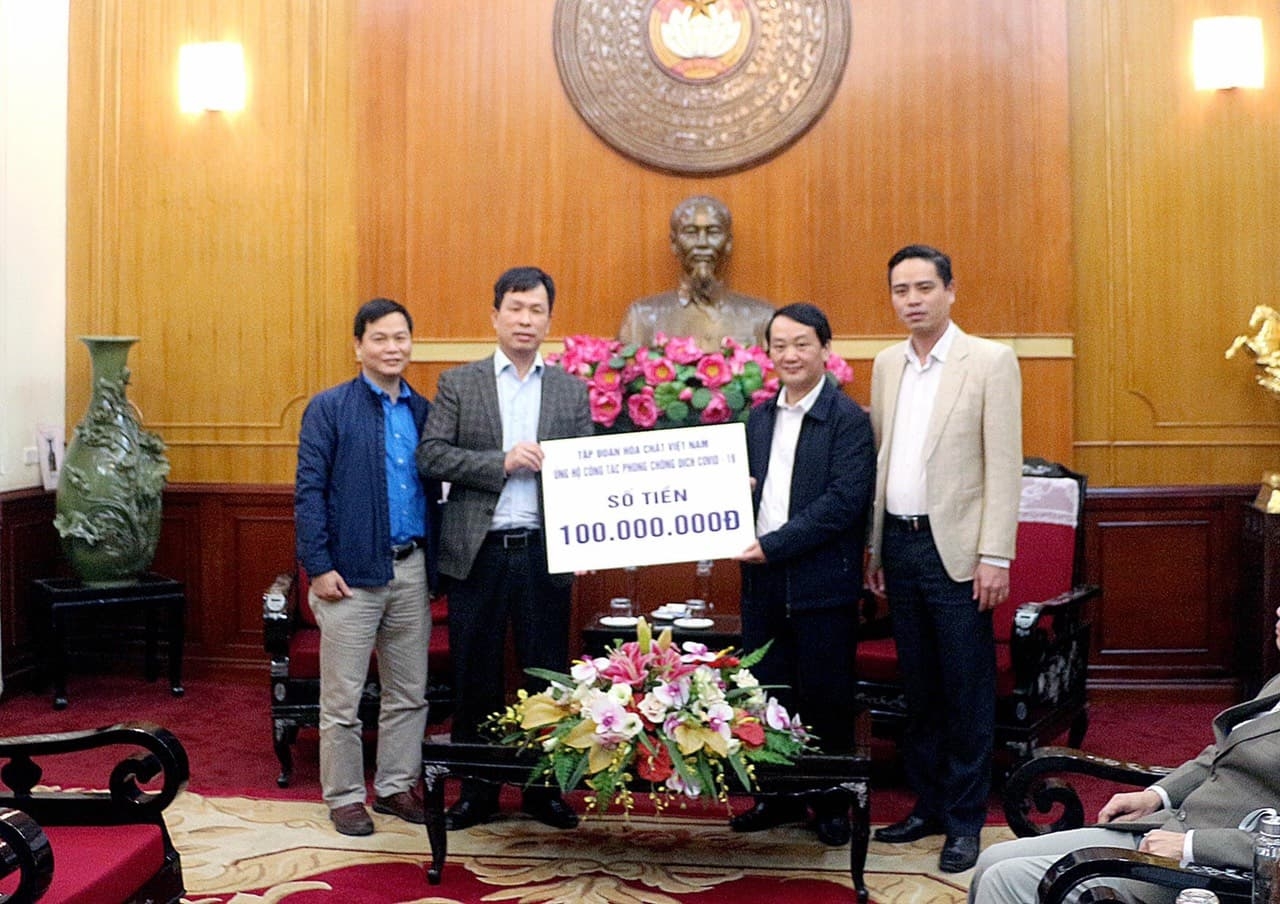 TẬP ĐOÀN HÓA CHẤT VIỆT NAM
ỦNG HỘ CÔNG TÁC PHÒNG CHỐNG DỊCH COVID - 19
SỐ TIỀN
100.000.000Đ